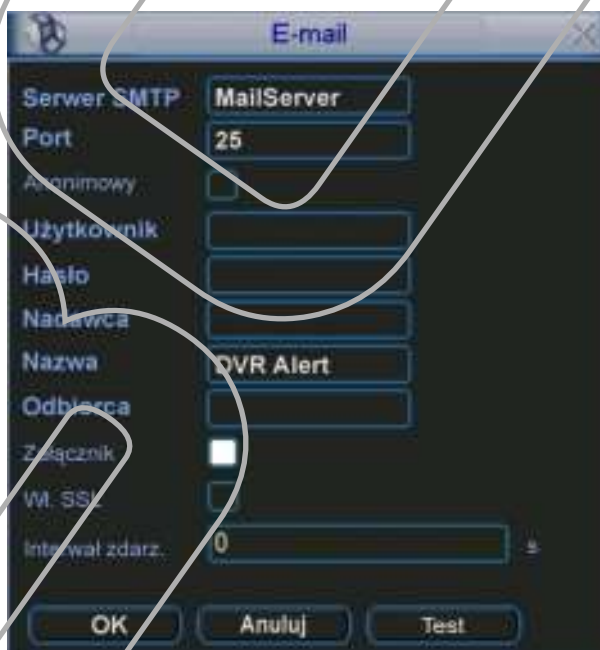 E-mail
Serwer SMTP MailServer
Port 25
Anonimowy
Użytkownik
Hasło
Nadawca
Nazwa DVR Alert
Odbiorca
Załącznik
Wł. SSL
Interwał zdarz. 0 s
OK Anuluj Test